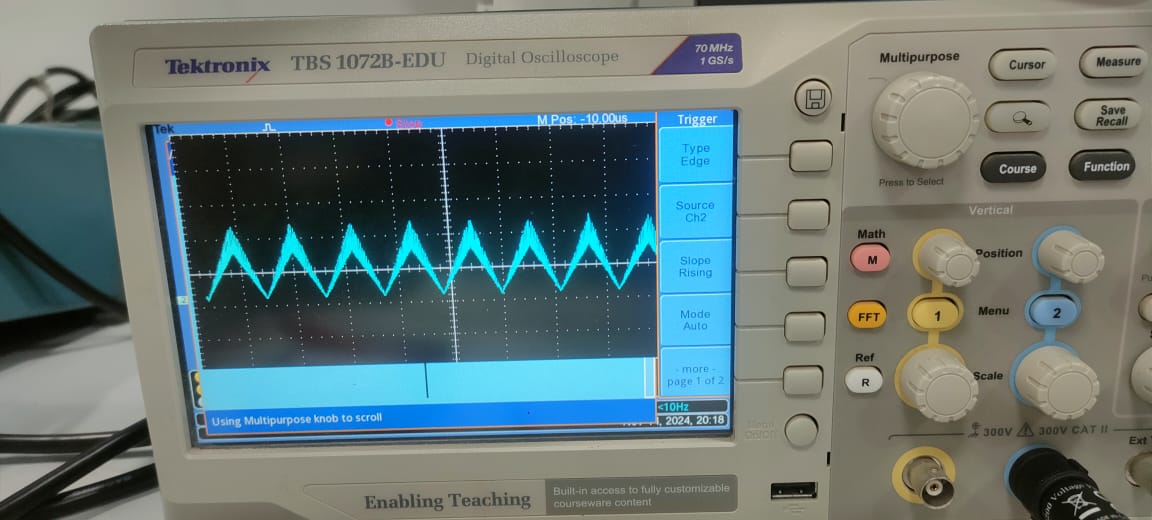 Tektronix TBS 1072B-EDU Digital Oscilloscope
70 MHz
1 GS/s
Tek
Stop
M Pos: -10.00us
Trigger
Type
Edge
Source
Ch2
Slope
Rising
Mode
Auto
- more -
page 1 of 2
2
Using Multipurpose knob to scroll
<10Hz
2024, 20:18
Enabling Teaching
Built-in access to fully customizable
courseware content
Multipurpose
Press to Select
Cursor
Measure
Save
Recall
Course
Function
Vertical
Math
M
Position
FFT
1
Menu
2
Ref
R
Scale
300V
300V CAT II
Ext